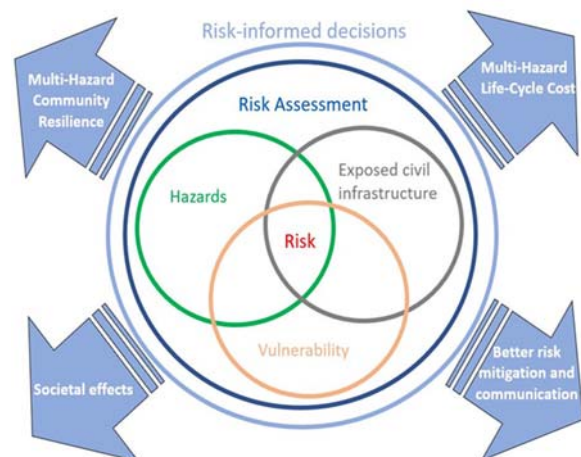 Risk-informed decisions
Multi-Hazard
Community
Resilience
Multi-Hazard
Life-Cycle Cost
Risk Assessment
Hazards
Exposed civil
infrastructure
Risk
Vulnerability
Societal effects
Better risk
mitigation and
communication